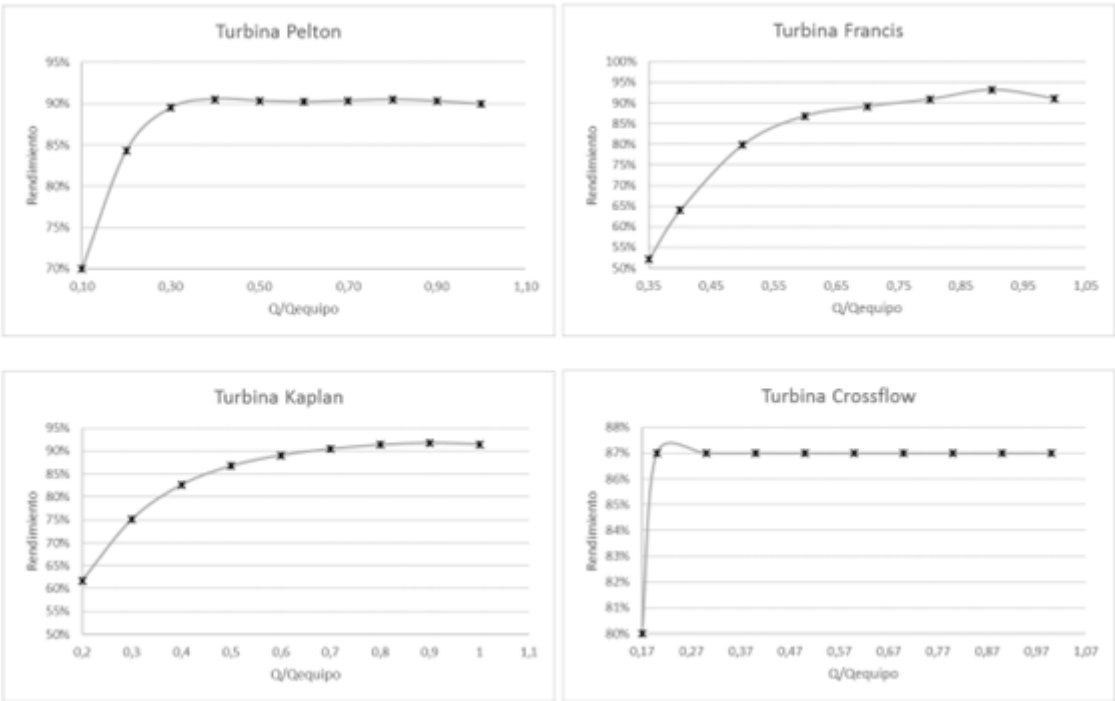 Turbina Pelton
Rendimiento
95%
90%
85%
80%
75%
70%
0,10 0,30 0,50 0,70 0,90 1,10
Q/Qequipo
Turbina Francis
Rendimiento
100%
95%
90%
85%
80%
75%
70%
65%
60%
55%
50%
0,35 0,45 0,55 0,65 0,75 0,85 0,95 1,05
Q/Qequipo
Turbina Kaplan
Rendimiento
95%
90%
85%
80%
75%
70%
65%
60%
55%
50%
0,2 0,3 0,4 0,5 0,6 0,7 0,8 0,9 1 1,1
Q/Qequipo
Turbina Crossflow
Rendimiento
88%
87%
86%
85%
84%
83%
82%
81%
80%
0,17 0,27 0,37 0,47 0,57 0,67 0,77 0,87 0,97 1,07
Q/Qequipo